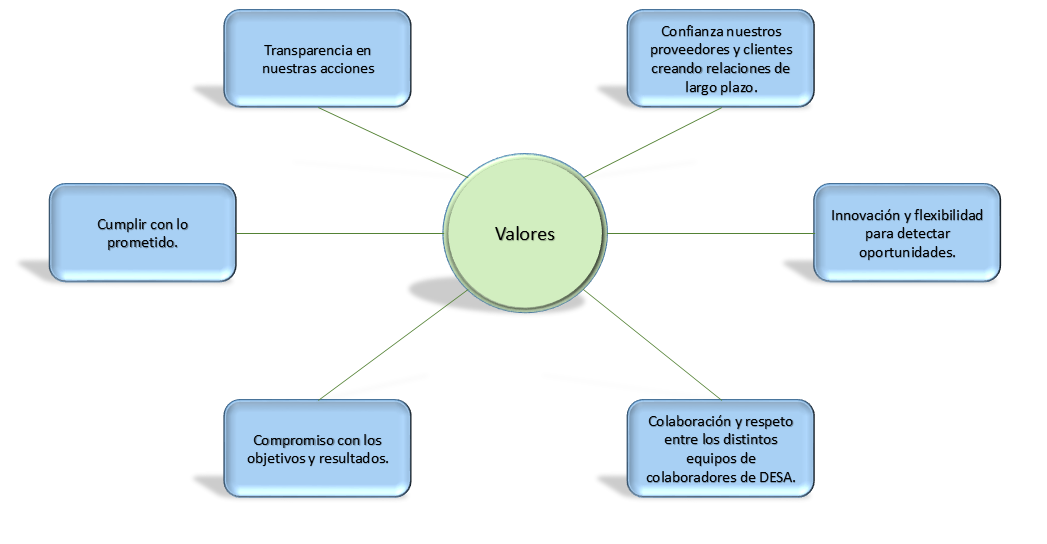 Transparencia en
nuestras acciones
Confianza nuestros
proveedores y clientes
creando relaciones de
largo plazo.
Cumplir con lo
prometido.
Valores
Innovación y flexibilidad
para detectar
oportunidades.
Compromiso con los
objetivos y resultados.
Colaboración y respeto
entre los distintos
equipos de
colaboradores de DESA.